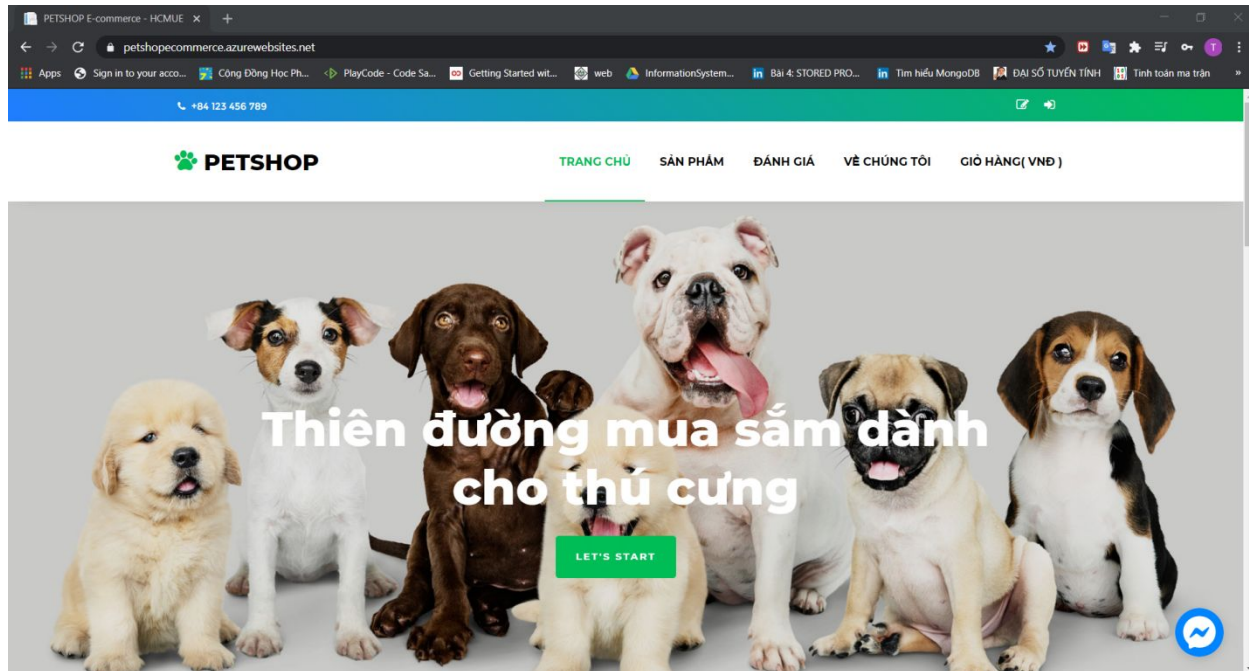 PETSHOP E-commerce - HCMUE
petshopecommerce.azurewebsites.net
Apps Sign in to your acco... Cộng Đồng Học Ph... PlayCode - Code Sa... Getting Started wit... web InformationSystem... Bài 4: STORED PRO... Tìm hiểu MongoDB ĐẠI SỐ TUYẾN TÍNH Tính toán ma trận »
+84 123 456 789
PETSHOP TRANG CHỦ SẢN PHẨM ĐÁNH GIÁ VỀ CHÚNG TÔI GIỎ HÀNG( VNĐ )
Thiên đường mua sắm dành
cho thú cưng
LET'S START